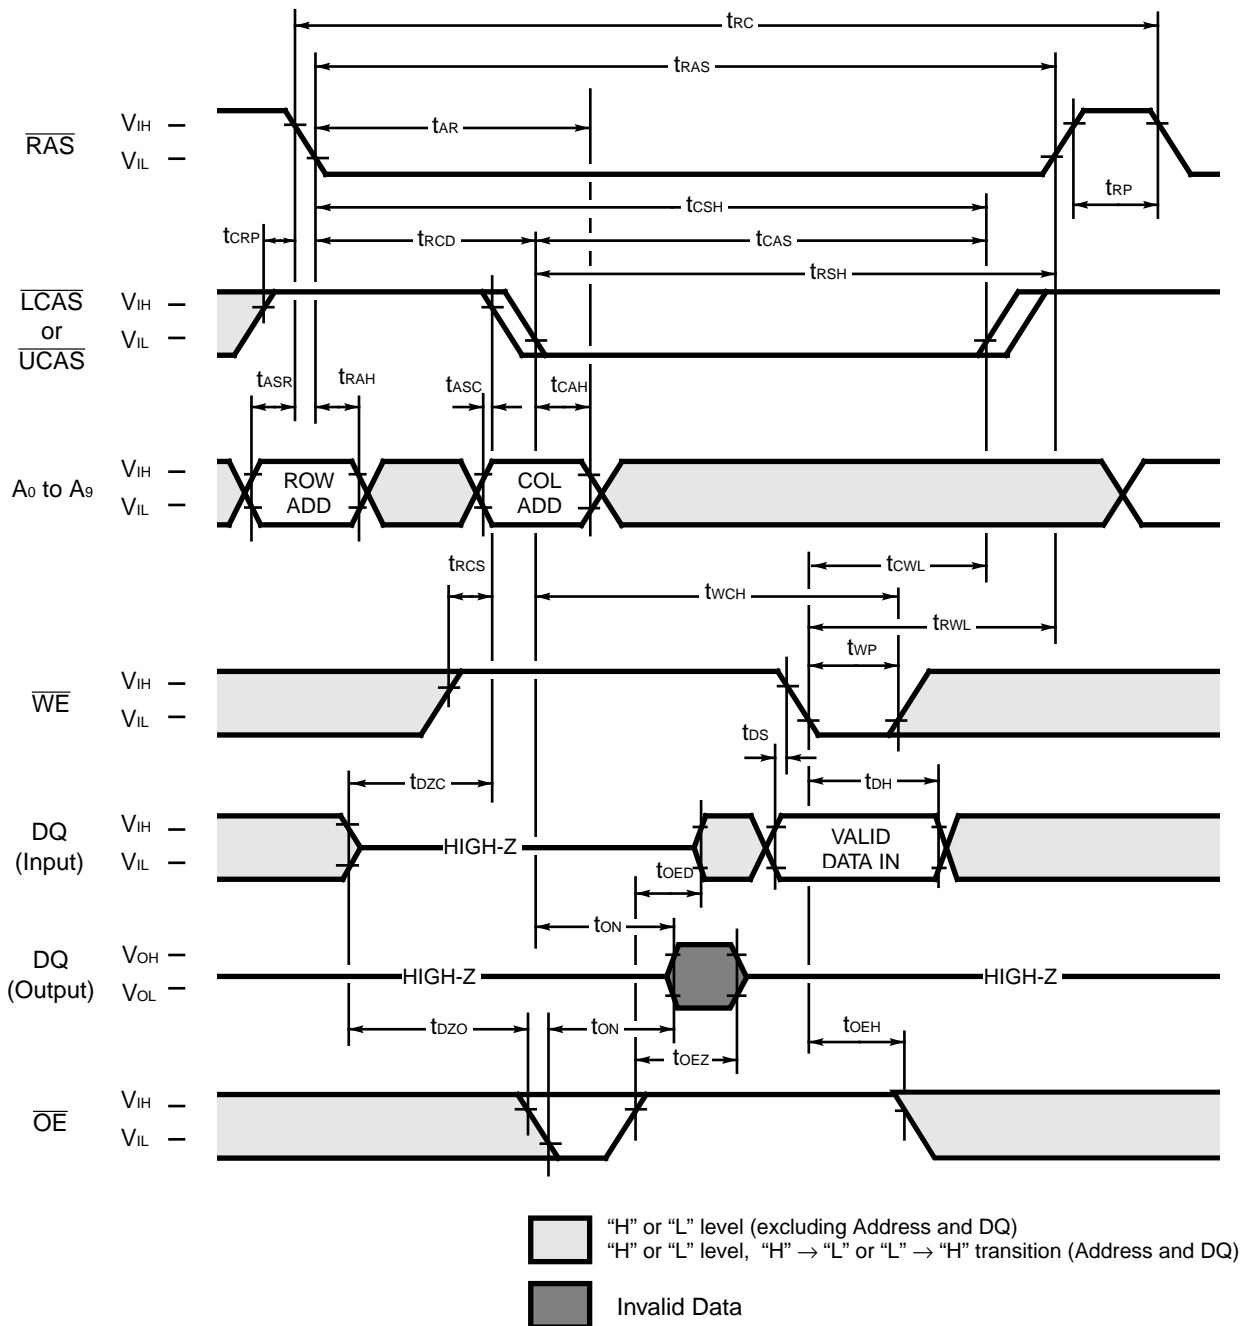 tRC
tRAS
tAR
RAS
VIH
VIL
tRP
tCSH
tCRP
tRCD
tCAS
tRSH
LCAS
or
UCAS
VIH
VIL
tASR
tRAH
tASC
tCAH
A0 to A9
VIH
VIL
ROW
ADD
COL
ADD
tRCS
tCWL
tWCH
tRWL
tWP
WE
VIH
VIL
tDS
tDZC
tDH
DQ
(Input)
VIH
VIL
HIGH-Z
VALID
DATA IN
tOED
tON
DQ
(Output)
VOH
VOL
HIGH-Z
HIGH-Z
tDZO
tON
tOEZ
tOEH
OE
VIH
VIL
“H” or “L” level (excluding Address and DQ)
“H” or “L” level, “H” → “L” or “L” → “H” transition (Address and DQ)
Invalid Data